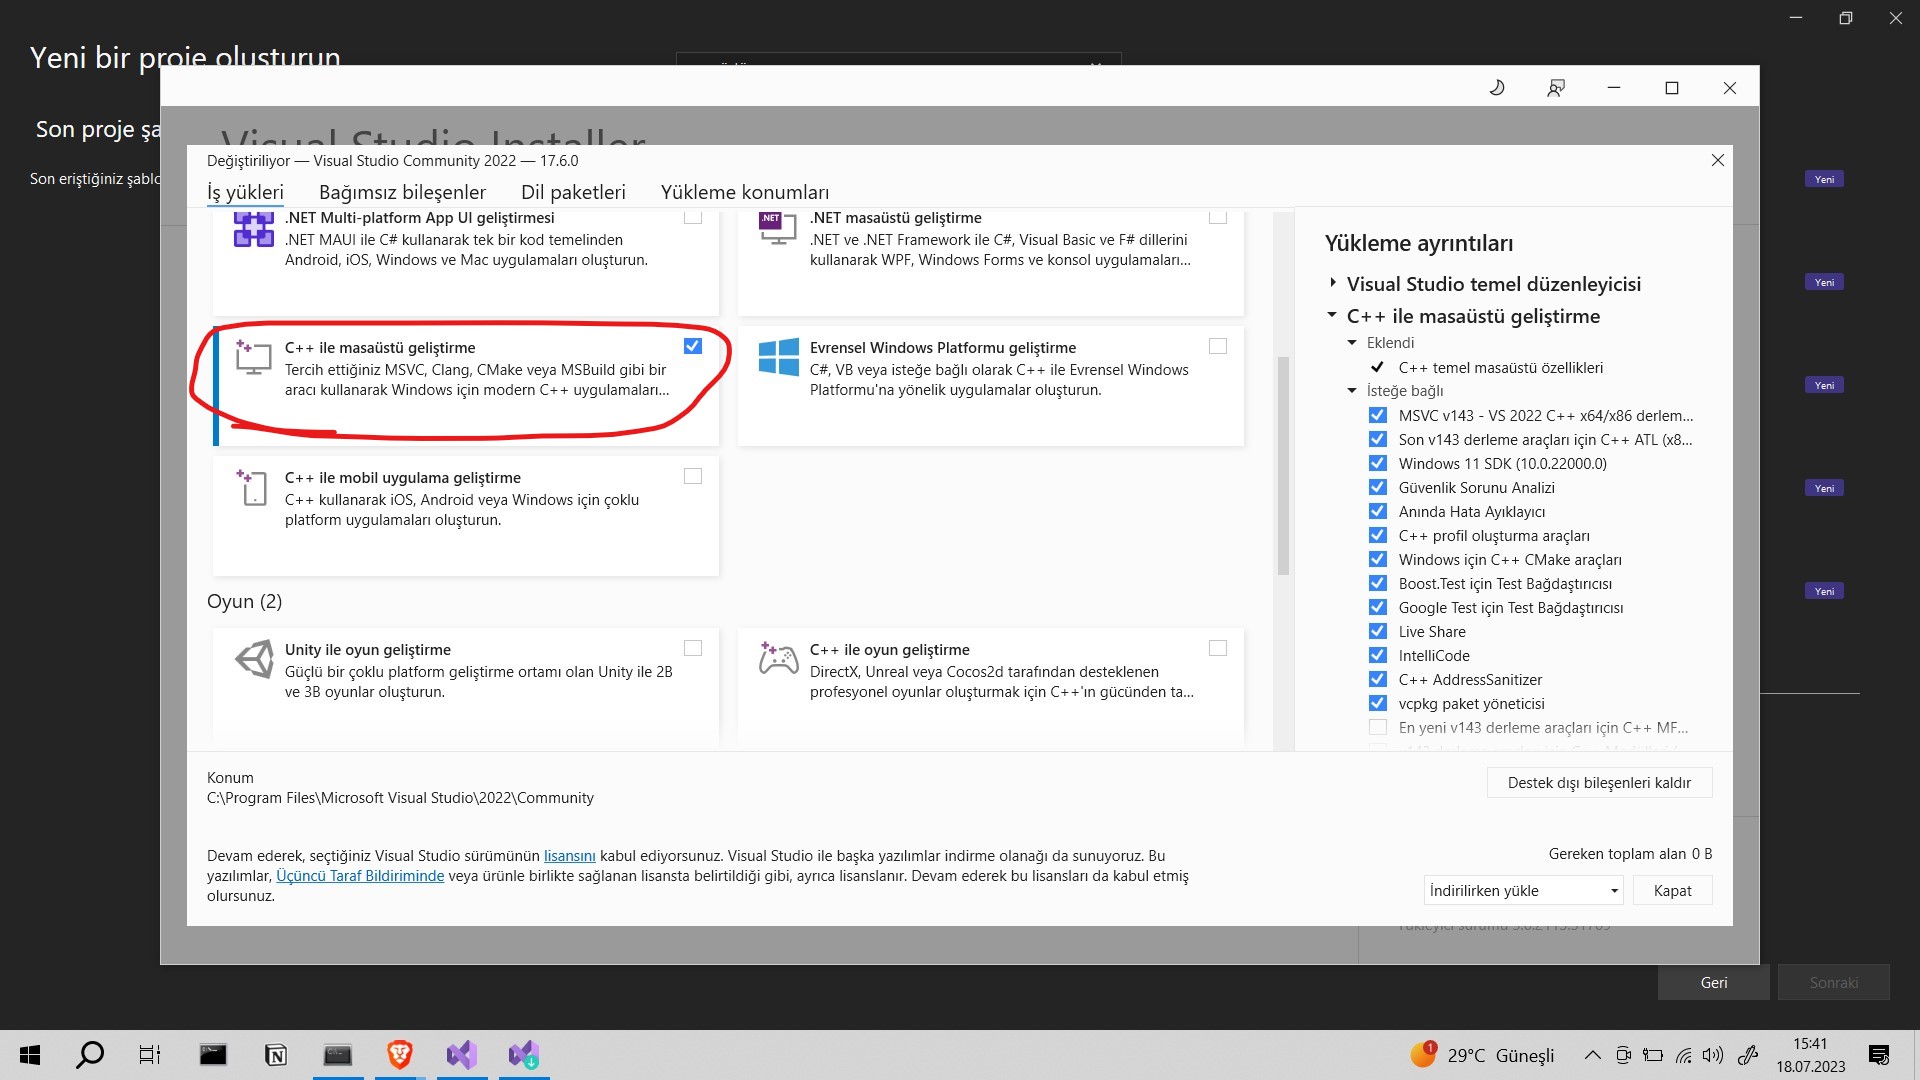 Yeni bir proje oluşturun
Son proje şa
Son eriştiğiniz şablo
Yeni
Yeni
Yeni
Yeni
Yeni
Visual Studio Installer
Değiştiriliyor — Visual Studio Community 2022 — 17.6.0
İş yükleri Bağımsız bileşenler Dil paketleri Yükleme konumları
.NET Multi-platform App UI geliştirmesi
.NET MAUI ile C# kullanarak tek bir kod temelinden
Android, iOS, Windows ve Mac uygulamaları oluşturun.
.NET
.NET masaüstü geliştirme
.NET ve .NET Framework ile C#, Visual Basic ve F# dillerini
kullanarak WPF, Windows Forms ve konsol uygulamaları...
C++ ile masaüstü geliştirme
Tercih ettiğiniz MSVC, Clang, CMake veya MSBuild gibi bir
aracı kullanarak Windows için modern C++ uygulamaları...
Evrensel Windows Platformu geliştirme
C#, VB veya isteğe bağlı olarak C++ ile Evrensel Windows
Platformu'na yönelik uygulamalar oluşturun.
C++ ile mobil uygulama geliştirme
C++ kullanarak iOS, Android veya Windows için çoklu
platform uygulamaları oluşturun.
Oyun (2)
Unity ile oyun geliştirme
Güçlü bir çoklu platform geliştirme ortamı olan Unity ile 2B
ve 3B oyunlar oluşturun.
C++ ile oyun geliştirme
DirectX, Unreal veya Cocos2d tarafından desteklenen
profesyonel oyunlar oluşturmak için C++'ın gücünden ta...
Yükleme ayrıntıları
Visual Studio temel düzenleyicisi
C++ ile masaüstü geliştirme
Eklendi
C++ temel masaüstü özellikleri
İsteğe bağlı
MSVC v143 - VS 2022 C++ x64/x86 derlem...
Son v143 derleme araçları için C++ ATL (x8...
Windows 11 SDK (10.0.22000.0)
Güvenlik Sorunu Analizi
Anında Hata Ayıklayıcı
C++ profil oluşturma araçları
Windows için C++ CMake araçları
Boost.Test için Test Bağdaştırıcısı
Google Test için Test Bağdaştırıcısı
Live Share
IntelliCode
C++ AddressSanitizer
vcpkg paket yöneticisi
En yeni v143 derleme araçları için C++ MF...
Konum
C:\Program Files\Microsoft Visual Studio\2022\Community
Destek dışı bileşenleri kaldır
Devam ederek, seçtiğiniz Visual Studio sürümünün lisansını kabul ediyorsunuz. Visual Studio ile başka yazılımlar indirme olanağı da sunuyoruz. Bu
yazılımlar, Üçüncü Taraf Bildiriminde veya ürünle birlikte sağlanan lisansta belirtildiği gibi, ayrıca lisanslanır. Devam ederek bu lisansları da kabul etmiş
olursunuz.
Gereken toplam alan 0 B
İndirilirken yükle
Kapat
Geri
Sonraki
1
29°C Güneşli
15:41
18.07.2023